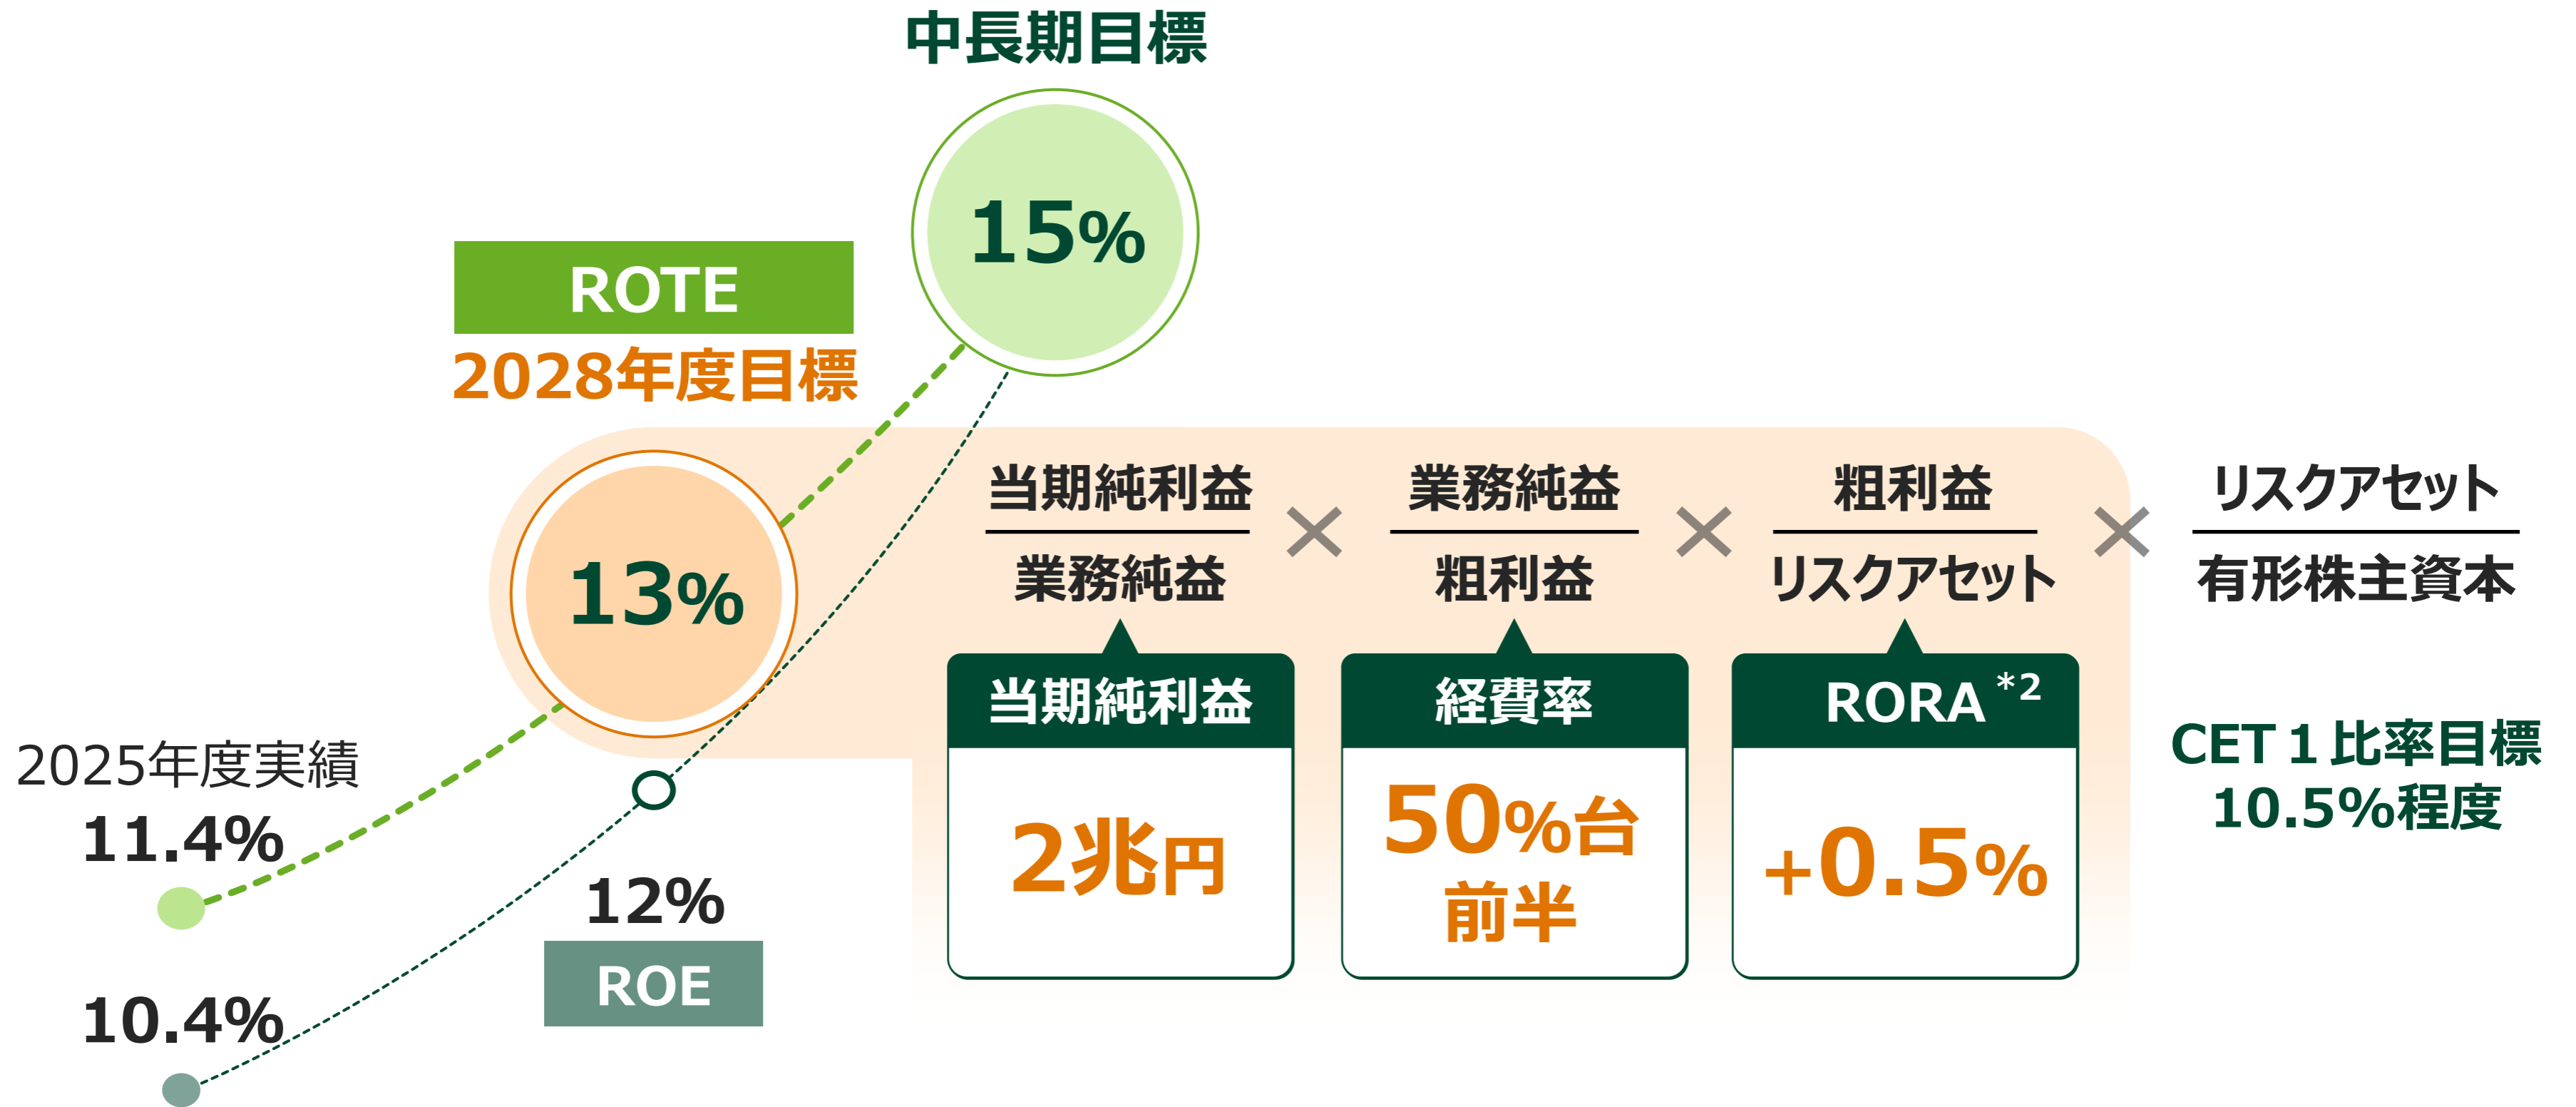 中長期目標
15%
ROTE
2028年度目標
13%
2025年度実績
11.4%
10.4%
12%
ROE
当期純利益
業務純益
×
業務純益
粗利益
×
粗利益
リスクアセット
×
リスクアセット
有形株主資本
当期純利益
2兆円
経費率
50%台
前半
RORA*2
+0.5%
CET1比率目標
10.5%程度